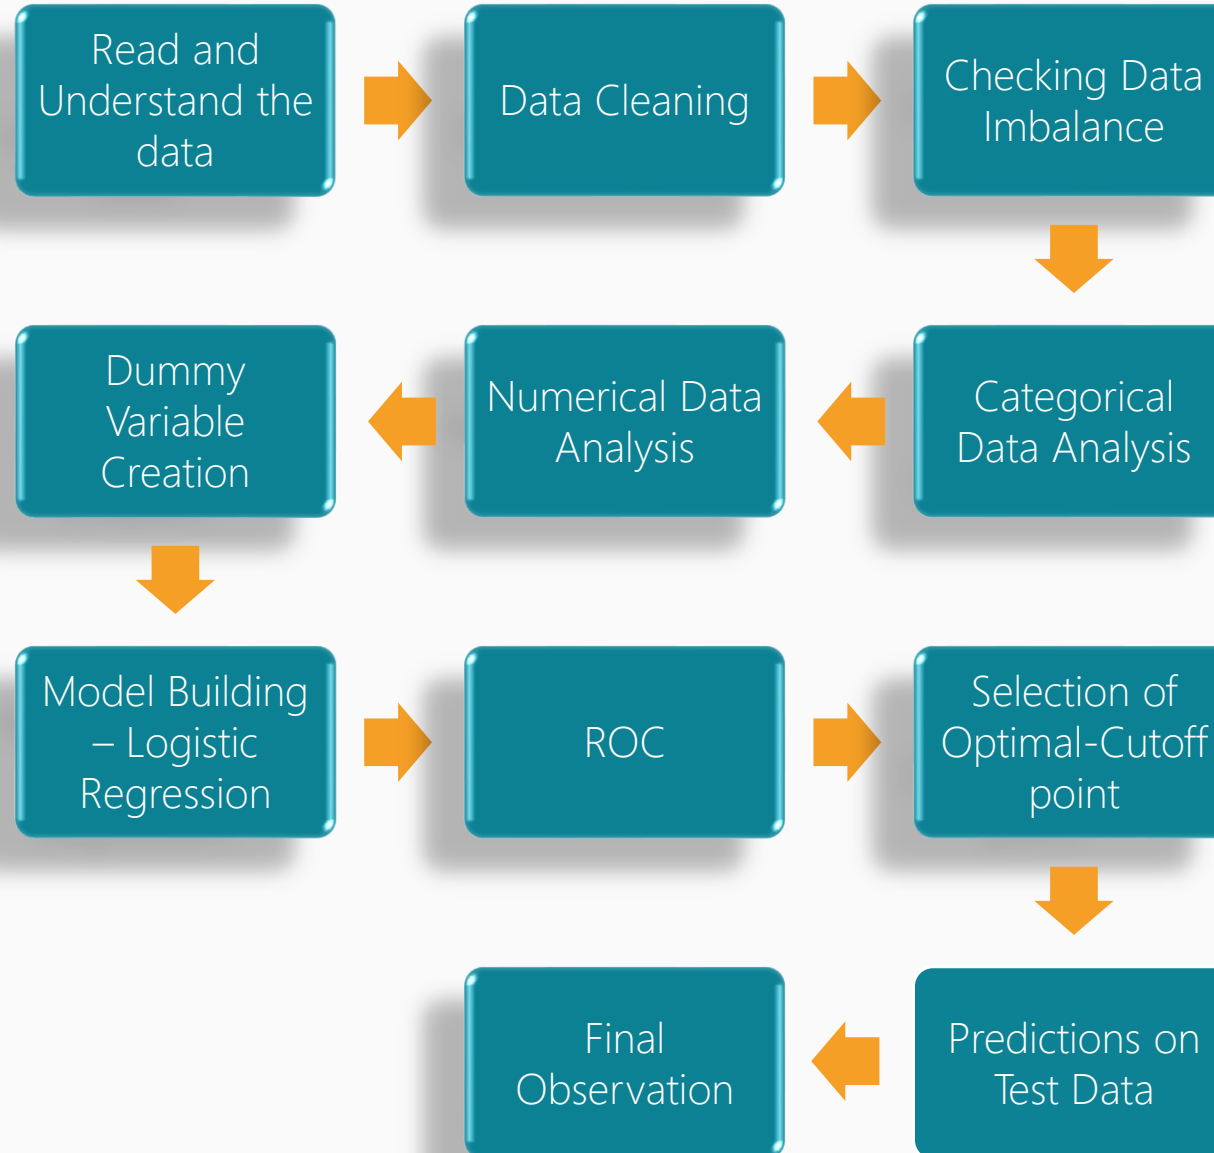 Read and
Understand the
data
Data Cleaning
Checking Data
Imbalance
Categorical
Data Analysis
Numerical Data
Analysis
Dummy
Variable
Creation
Model Building
– Logistic
Regression
ROC
Selection of
Optimal-Cutoff
point
Predictions on
Test Data
Final
Observation